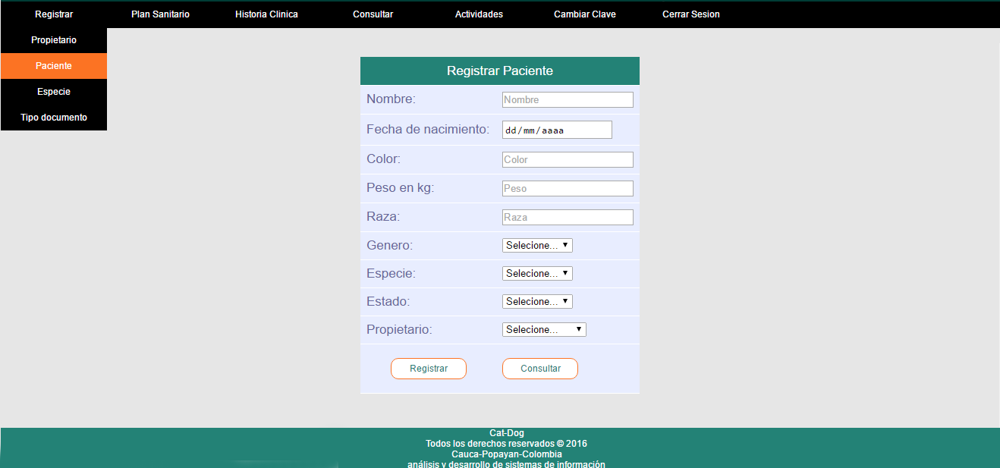 Registrar Plan Sanitario Historia Clinica Consultar Actividades Cambiar Clave Cerrar Sesion
Propietario
Paciente
Especie
Tipo documento
Registrar Paciente
Nombre: Nombre
Fecha de nacimiento: dd/mm/aaaa
Color: Color
Peso en kg: Peso
Raza: Raza
Genero: Selecione...
Especie: Selecione...
Estado: Selecione...
Propietario: Selecione...
Registrar Consultar
Cat-Dog
Todos los derechos reservados © 2016
Cauca-Popayan-Colombia
análisis y desarrollo de sistemas de información